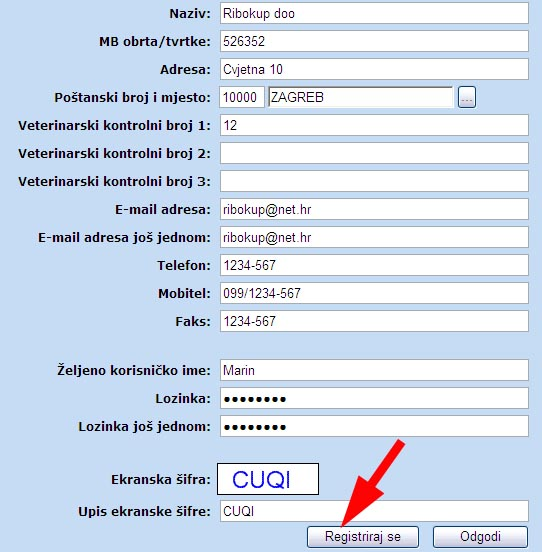 Naziv: Ribokup doo
MB obrta/tvrtke: 526352
Adresa: Cvjetna 10
Poštanski broj i mjesto: 10000 ZAGREB ...
Veterinarski kontrolni broj 1: 12
Veterinarski kontrolni broj 2:
Veterinarski kontrolni broj 3:
E-mail adresa: ribokup@net.hr
E-mail adresa još jednom: ribokup@net.hr
Telefon: 1234-567
Mobitel: 099/1234-567
Faks: 1234-567
Željeno korisničko ime: Marin
Lozinka: ●●●●●●●●
Lozinka još jednom: ●●●●●●●●
Ekranska šifra: CUQI
Upis ekranske šifre: CUQI
Registriraj se Odgodi